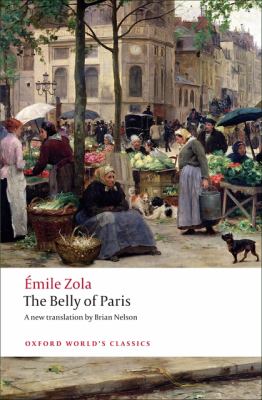 Émile Zola
The Belly of Paris
A new translation by Brian Nelson
OXFORD WORLD'S CLASSICS